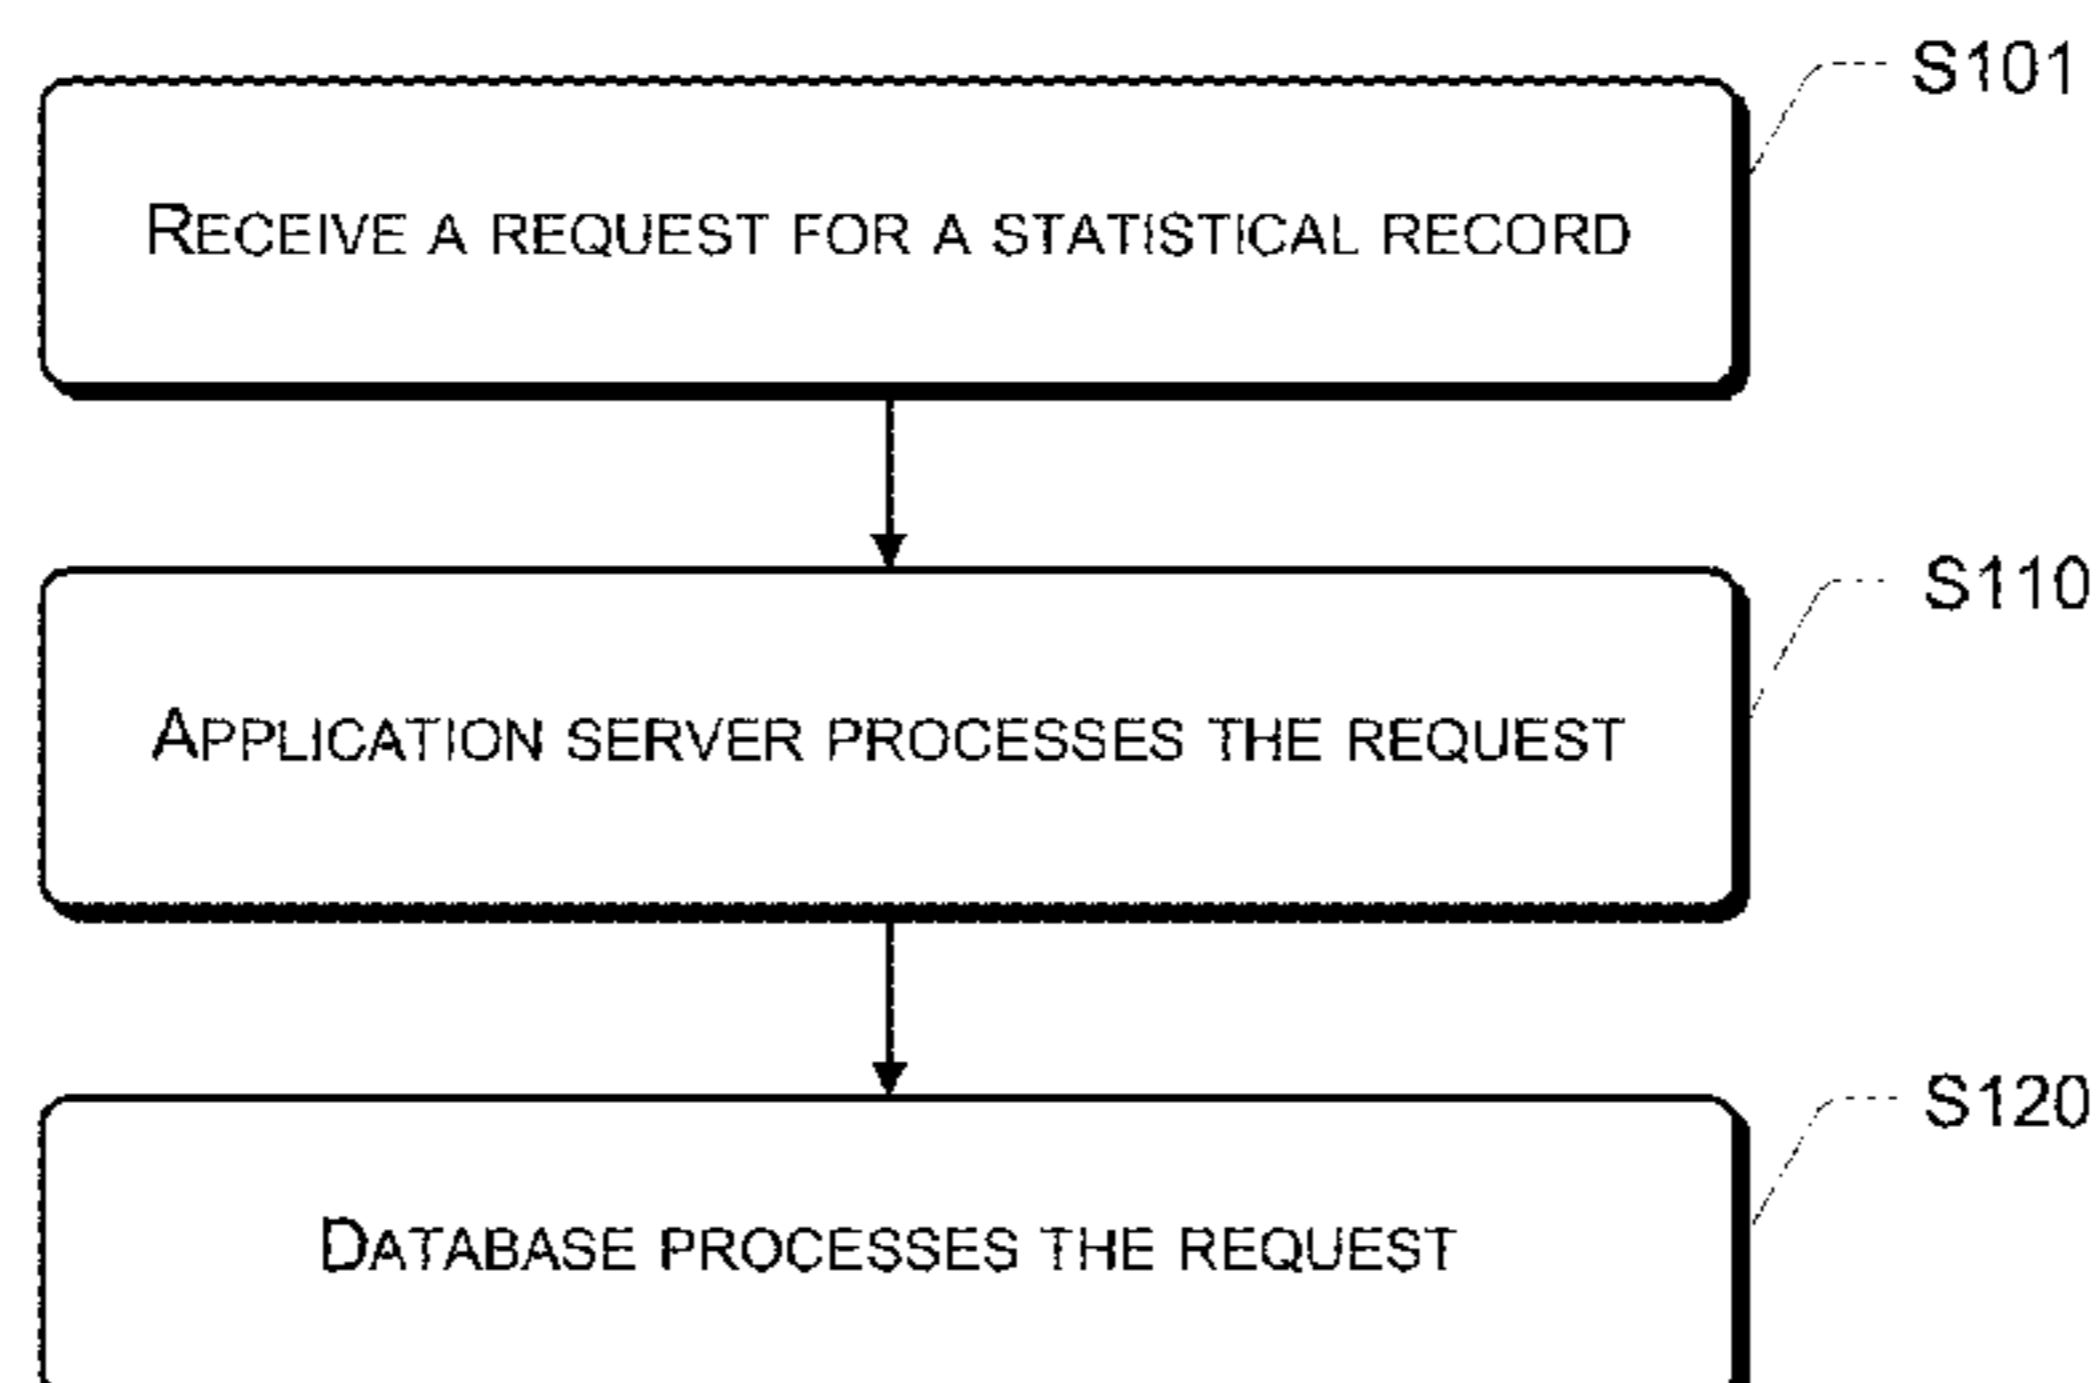 S101
RECEIVE A REQUEST FOR A STATISTICAL RECORD
S110
APPLICATION SERVER PROCESSES THE REQUEST
S120
DATABASE PROCESSES THE REQUEST